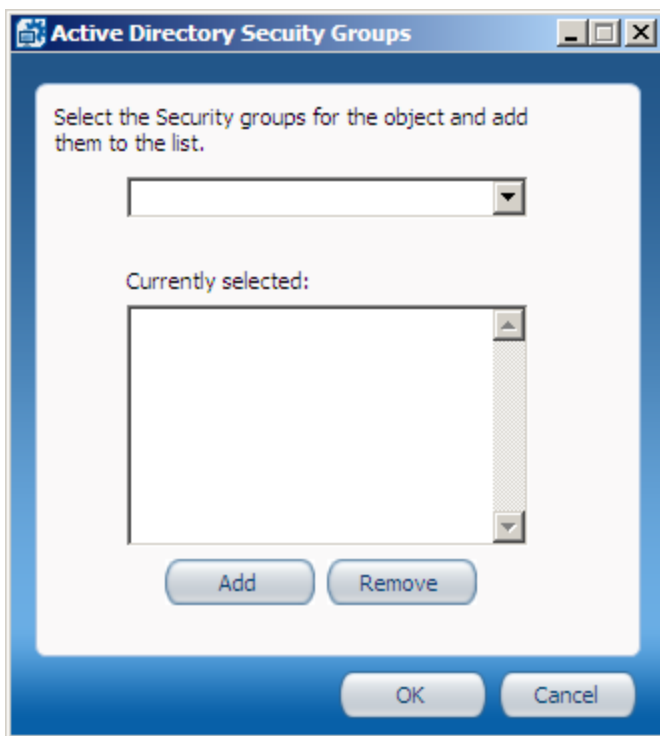 Active Directory Secuity Groups
Select the Security groups for the object and add
them to the list.
Currently selected:
Add
Remove
OK
Cancel